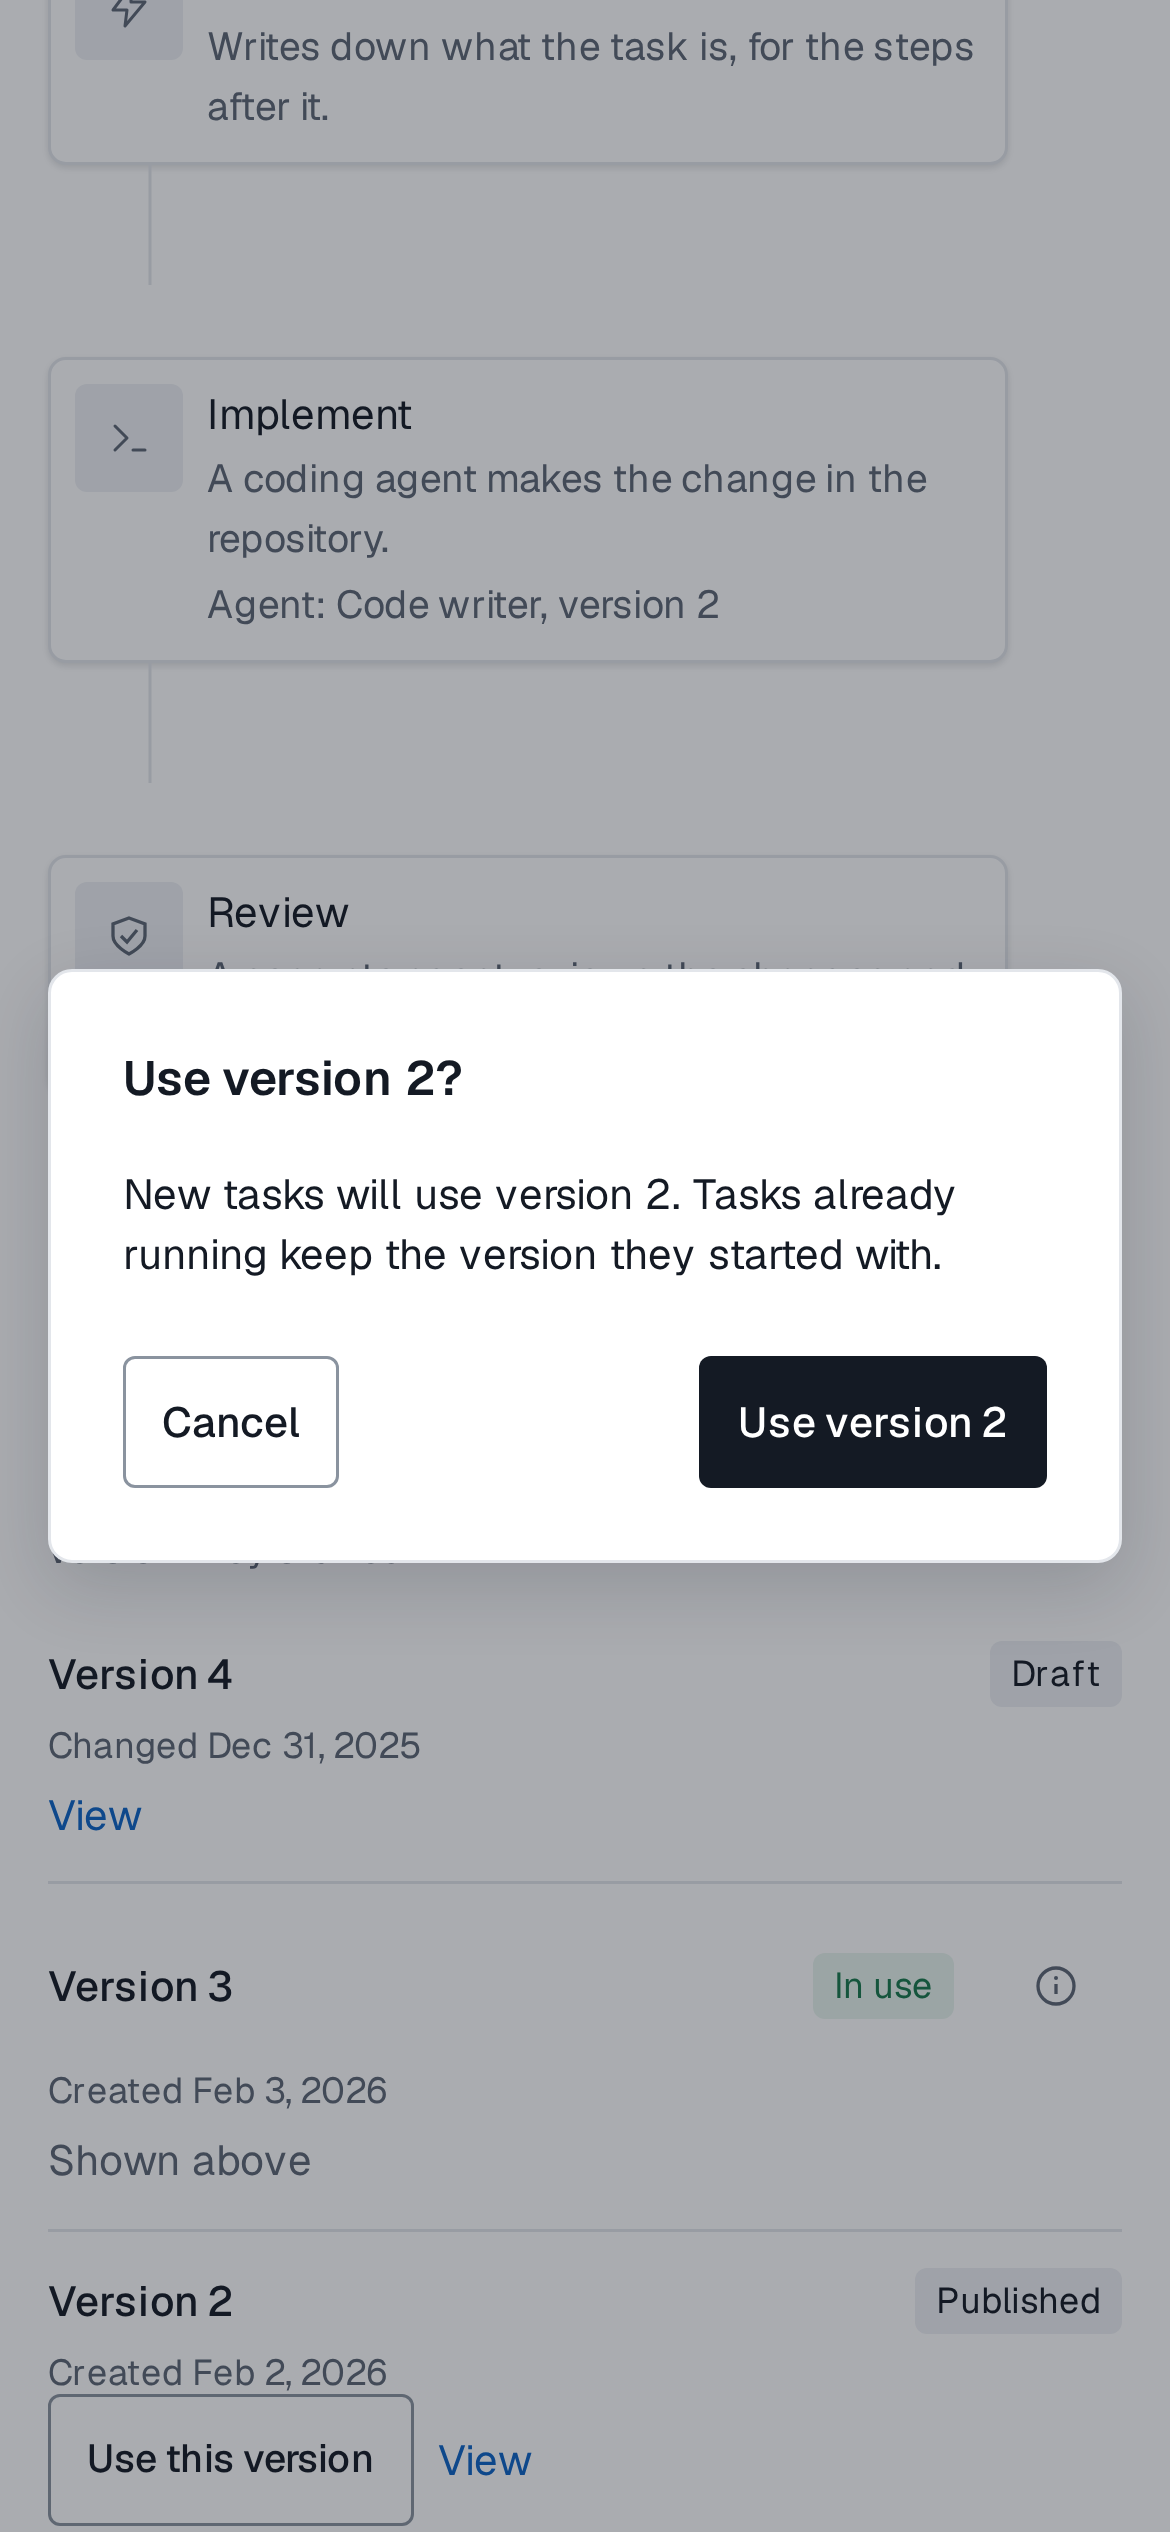 Writes down what the task is, for the steps
after it.
Implement
A coding agent makes the change in the
repository.
Agent: Code writer, version 2
Review
Use version 2?
New tasks will use version 2. Tasks already
running keep the version they started with.
Cancel
Use version 2
Version 4
Draft
Changed Dec 31, 2025
View
Version 3
In use
Created Feb 3, 2026
Shown above
Version 2
Published
Created Feb 2, 2026
Use this version
View